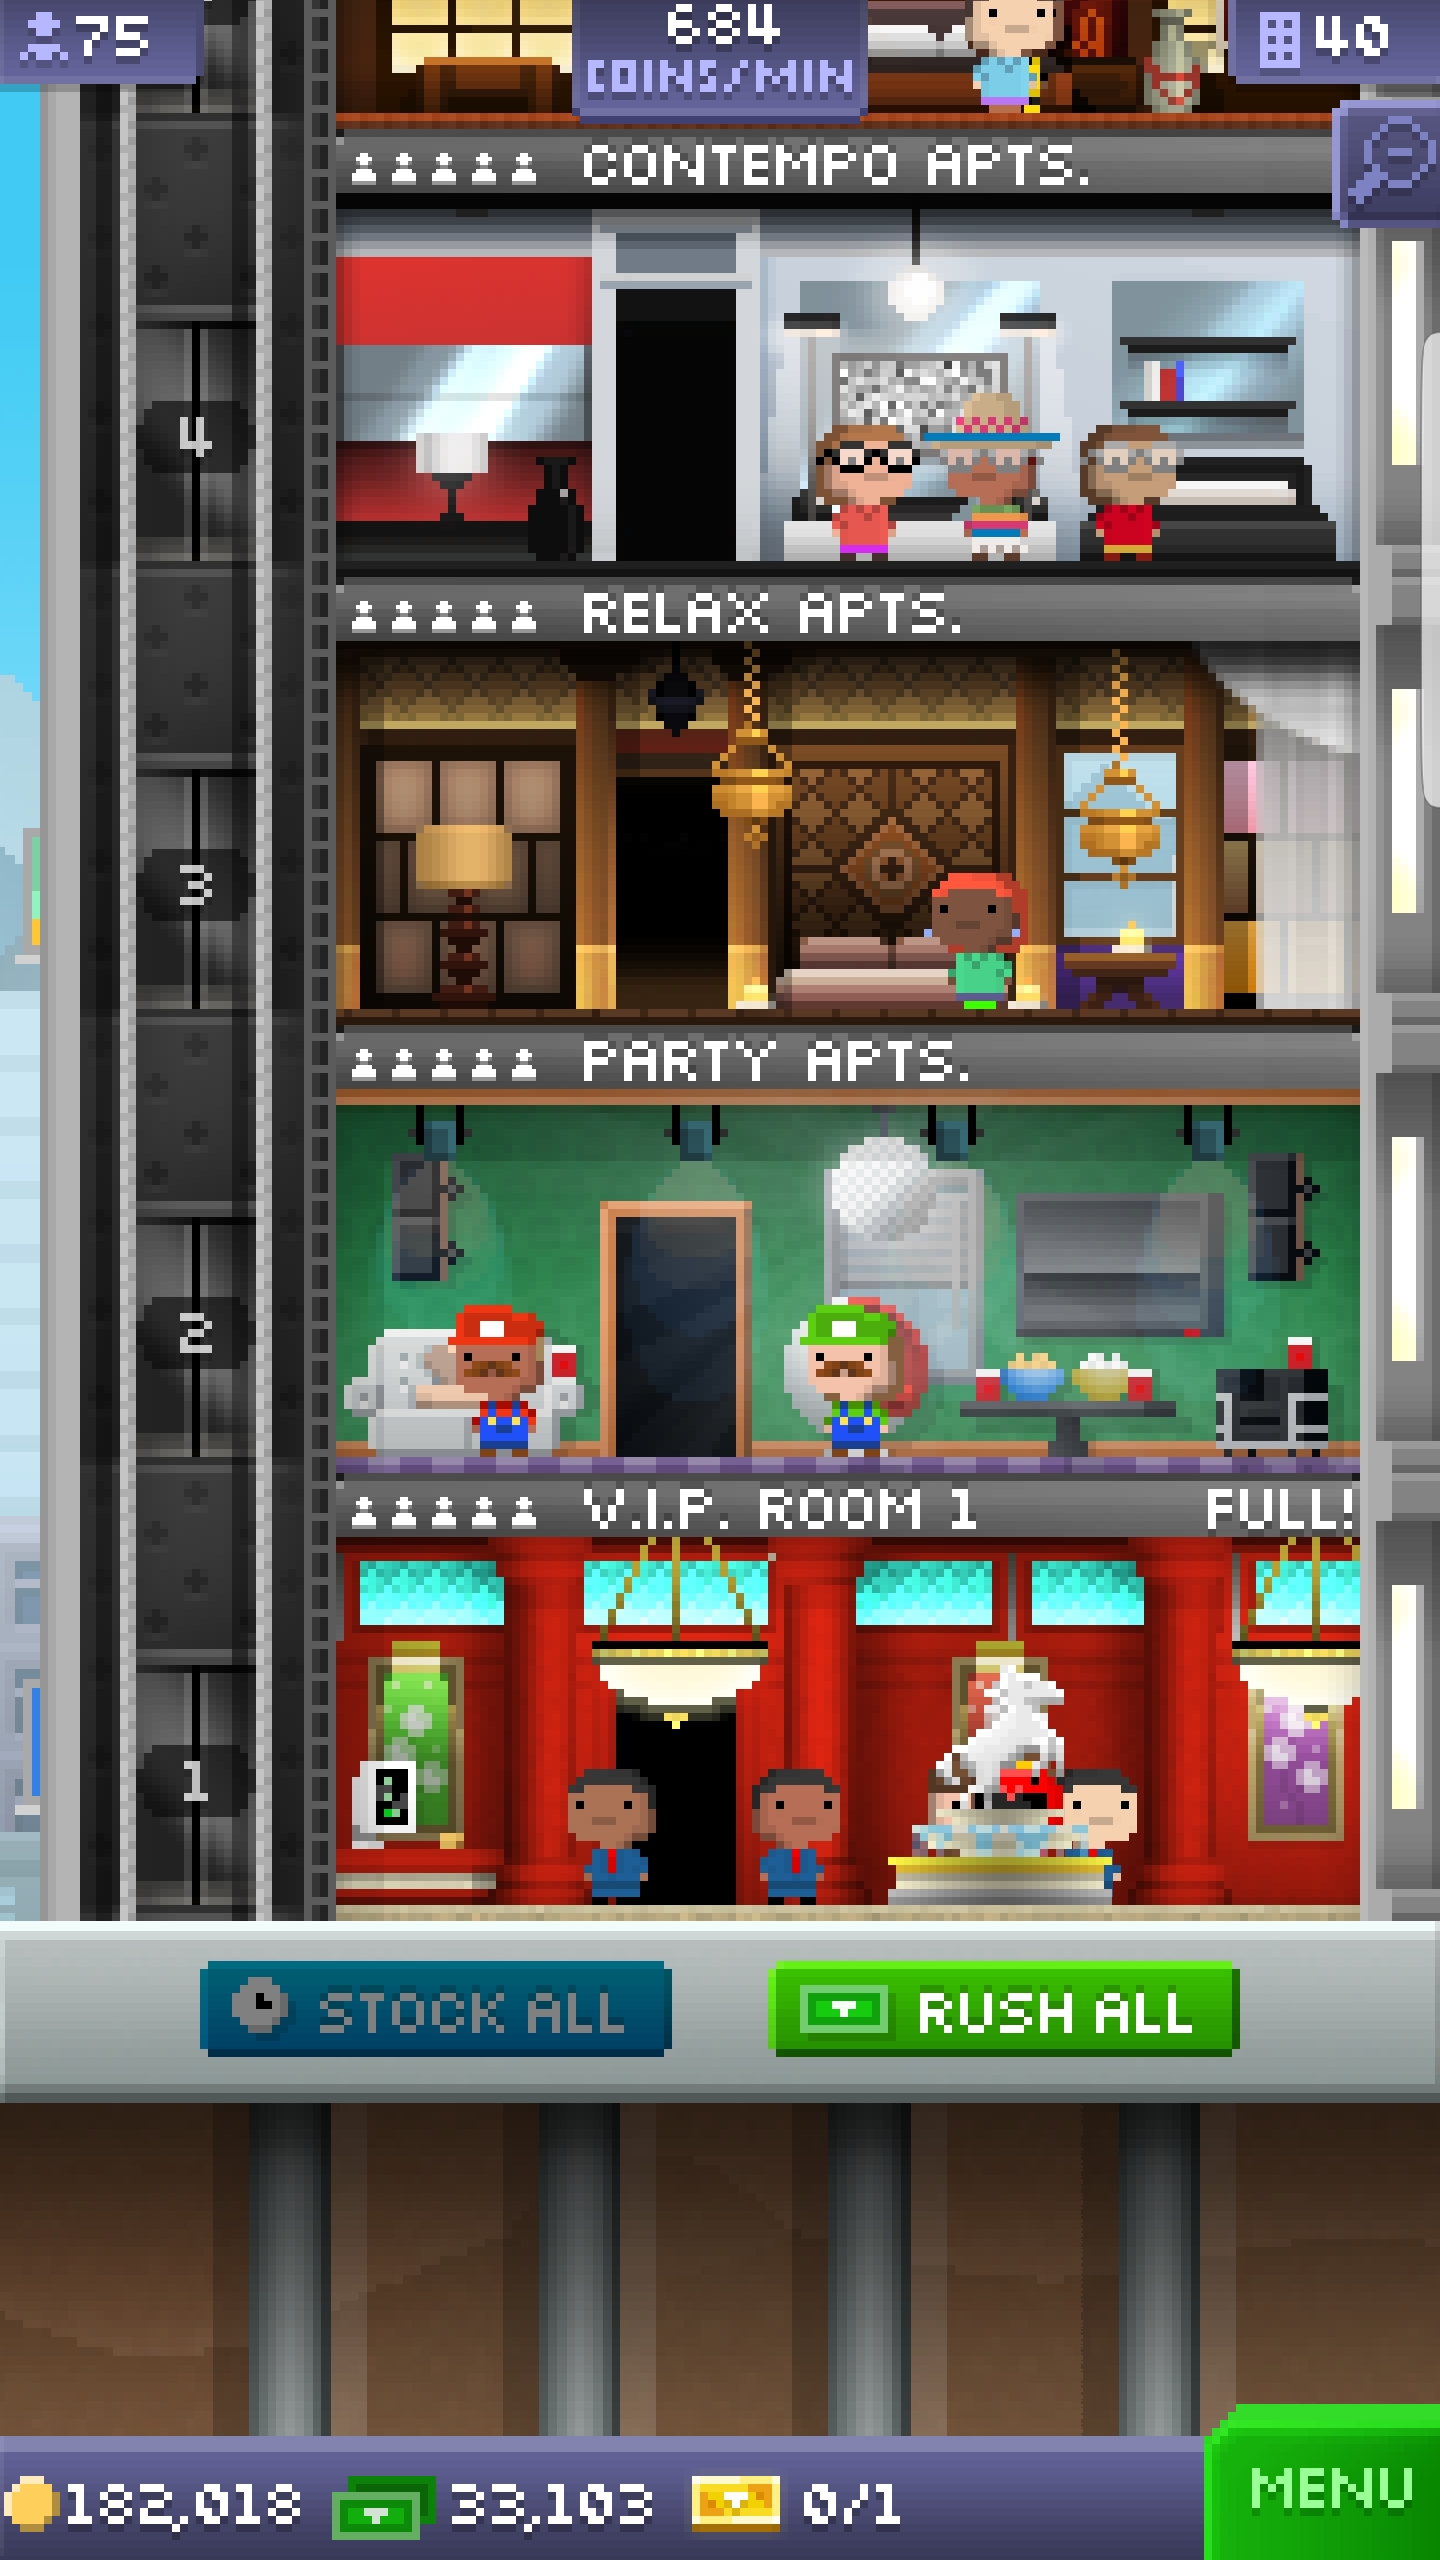 75
684
COINS/MIN
40
CONTEMPO APTS.
4
RELAX APTS.
3
PARTY APTS.
2
V.I.P. ROOM 1 FULL!
1
STOCK ALL
RUSH ALL
MENU
182,018
33,103
0/1